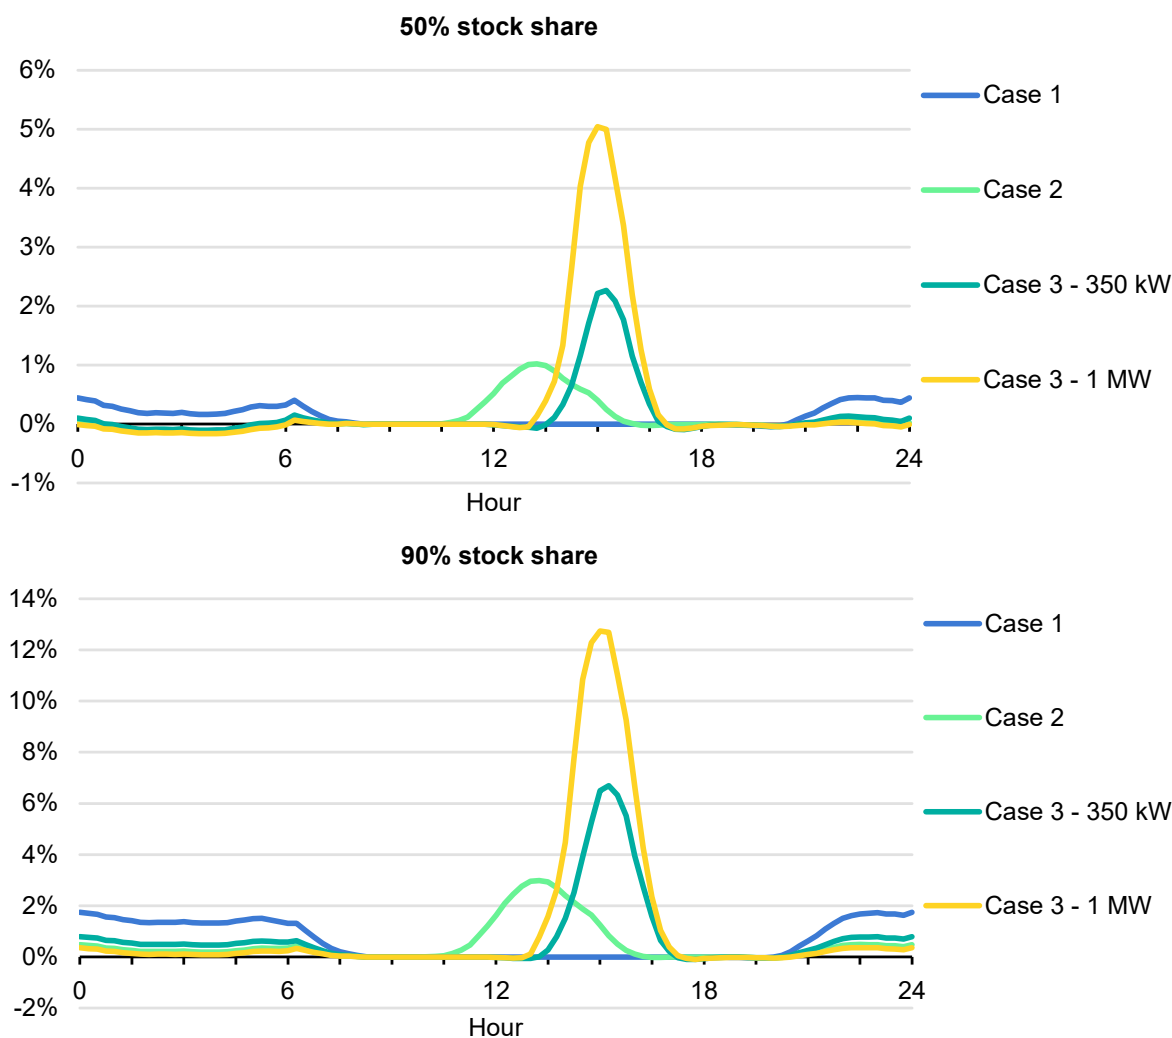 50% stock share
6%
5%
4%
3%
2%
1%
0%
-1%
0 6 12 18 24
Hour
Case 1
Case 2
Case 3 - 350 kW
Case 3 - 1 MW
90% stock share
14%
12%
10%
8%
6%
4%
2%
0%
-2%
0 6 12 18 24
Hour
Case 1
Case 2
Case 3 - 350 kW
Case 3 - 1 MW